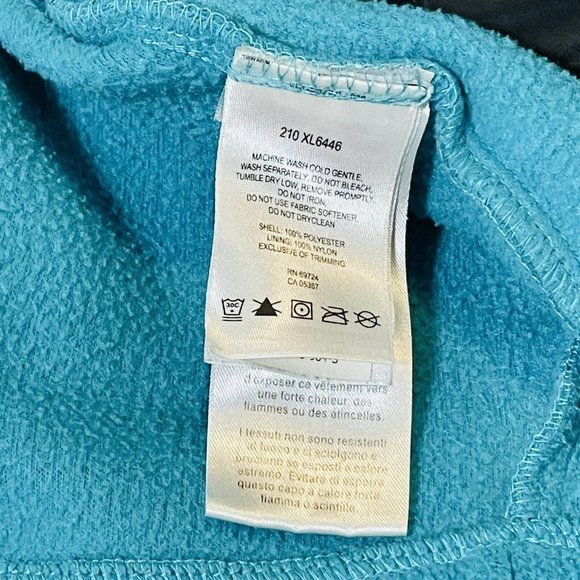 210 XL6446
MACHINE WASH COLD GENTLE,
WASH SEPARATELY, DO NOT BLEACH,
TUMBLE DRY LOW, REMOVE PROMPTLY,
DO NOT IRON,
DO NOT USE FABRIC SOFTENER,
DO NOT DRYCLEAN
SHELL: 100% POLYESTER
LINING: 100% NYLON
EXCLUSIVE OF TRIMMING
RN 69724
CA 05367
30C
d'exposer ce vêtement vers
une forte chaleur, des
flammes ou des etincelles.
I tessuti non sono resistenti
al fuoco e si sciolgono e
bruciano se esposti a calore
estremo. Evitare di esporre
questo capo a calore forte,
fiamma o scintille.